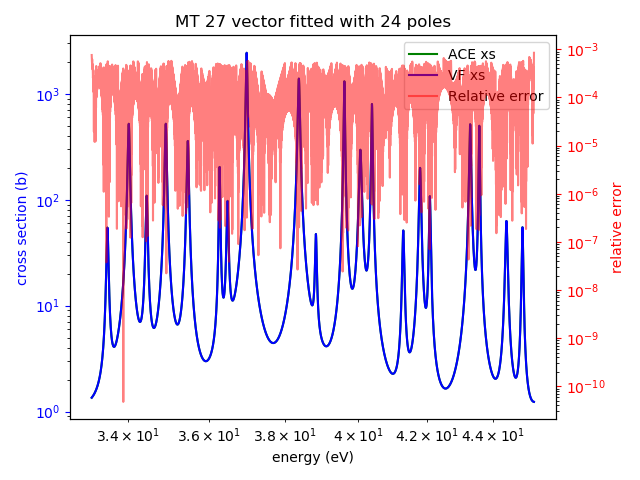 MT 27 vector fitted with 24 poles
ACE xs
VF xs
Relative error
cross section (b)
10³
10²
10¹
10⁰
relative error
10⁻³
10⁻⁴
10⁻⁵
10⁻⁶
10⁻⁷
10⁻⁸
10⁻⁹
10⁻¹⁰
3.4 × 10¹ 3.6 × 10¹ 3.8 × 10¹ 4 × 10¹ 4.2 × 10¹ 4.4 × 10¹
energy (eV)